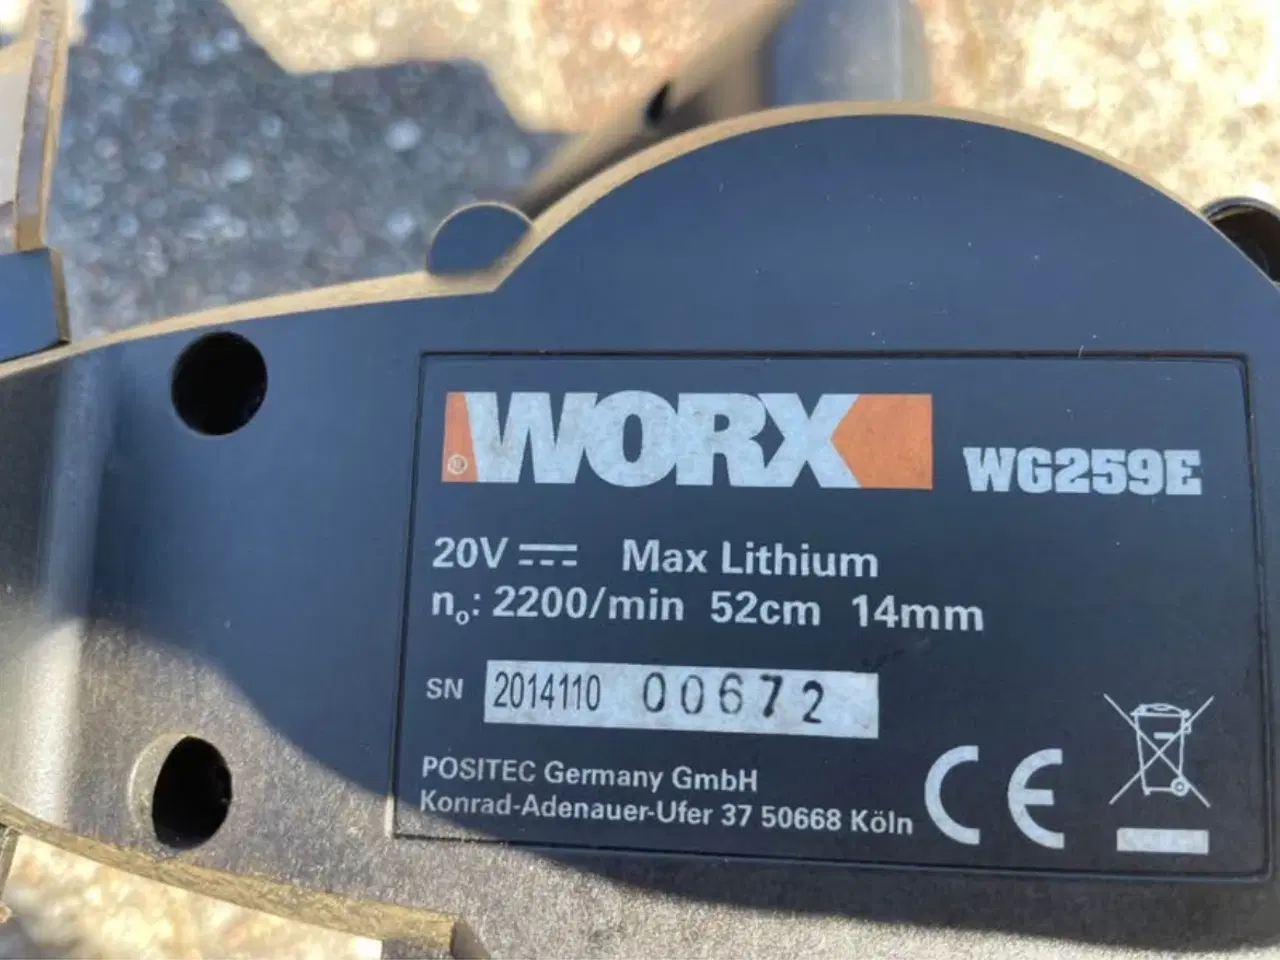 WORX® WG259E
20V Max Lithium
no: 2200/min 52cm 14mm
SN 2014110 00672
POSITEC Germany GmbH
Konrad-Adenauer-Ufer 37 50668 Köln
CE